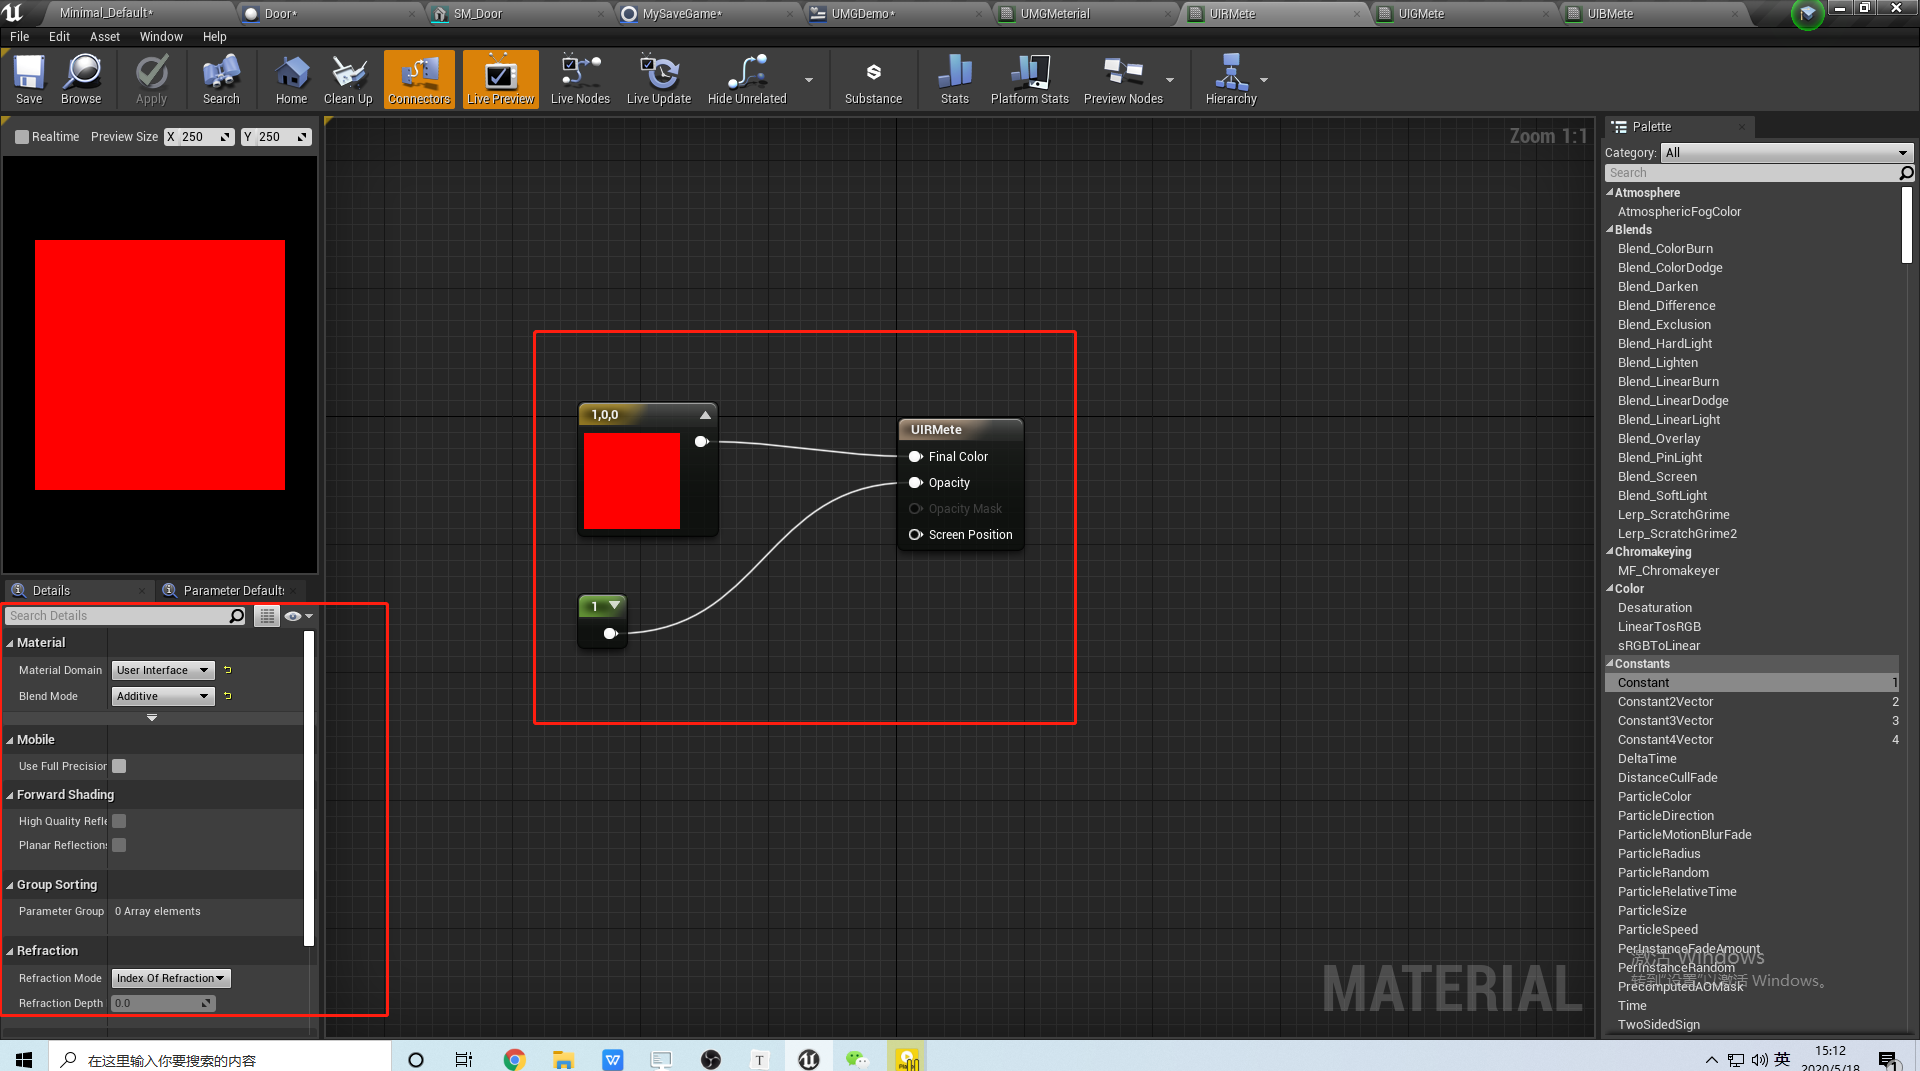 Minimal_Default*
Door*
SM_Door
MySaveGame*
UMGDemo*
UMGMeterial
UIRMete
UIGMete
UIBMete
File Edit Asset Window Help
Save
Browse
Apply
Search
Home
Clean Up
Connectors
Live Preview
Live Nodes
Live Update
Hide Unrelated
Substance
Stats
Platform Stats
Preview Nodes
Hierarchy
Realtime Preview Size X 250 Y 250
Zoom 1:1
1,0,0
UIRMete
Final Color
Opacity
Opacity Mask
Screen Position
1
MATERIAL
Details
Parameter Default
Search Details
Material
Material Domain User Interface
Blend Mode Additive
Mobile
Use Full Precision
Forward Shading
High Quality Refle
Planar Reflections
Group Sorting
Parameter Group 0 Array elements
Refraction
Refraction Mode Index Of Refraction
Refraction Depth 0.0
Palette
Category: All
Search
Atmosphere
AtmosphericFogColor
Blends
Blend_ColorBurn
Blend_ColorDodge
Blend_Darken
Blend_Difference
Blend_Exclusion
Blend_HardLight
Blend_Lighten
Blend_LinearBurn
Blend_LinearDodge
Blend_LinearLight
Blend_Overlay
Blend_PinLight
Blend_Screen
Blend_SoftLight
Lerp_ScratchGrime
Lerp_ScratchGrime2
Chromakeying
MF_Chromakeyer
Color
Desaturation
LinearTosRGB
sRGBToLinear
Constants
Constant 1
Constant2Vector 2
Constant3Vector 3
Constant4Vector 4
DeltaTime
DistanceCullFade
ParticleColor
ParticleDirection
ParticleMotionBlurFade
ParticleRadius
ParticleRandom
ParticleRelativeTime
ParticleSize
ParticleSpeed
PerInstanceFadeAmount
激活 Windows
PerInstanceRandom
转到"设置"以激活 Windows。
PrecomputedAOMask
Time
TwoSidedSign
在这里输入你要搜索的内容
英
15:12
2020/5/18